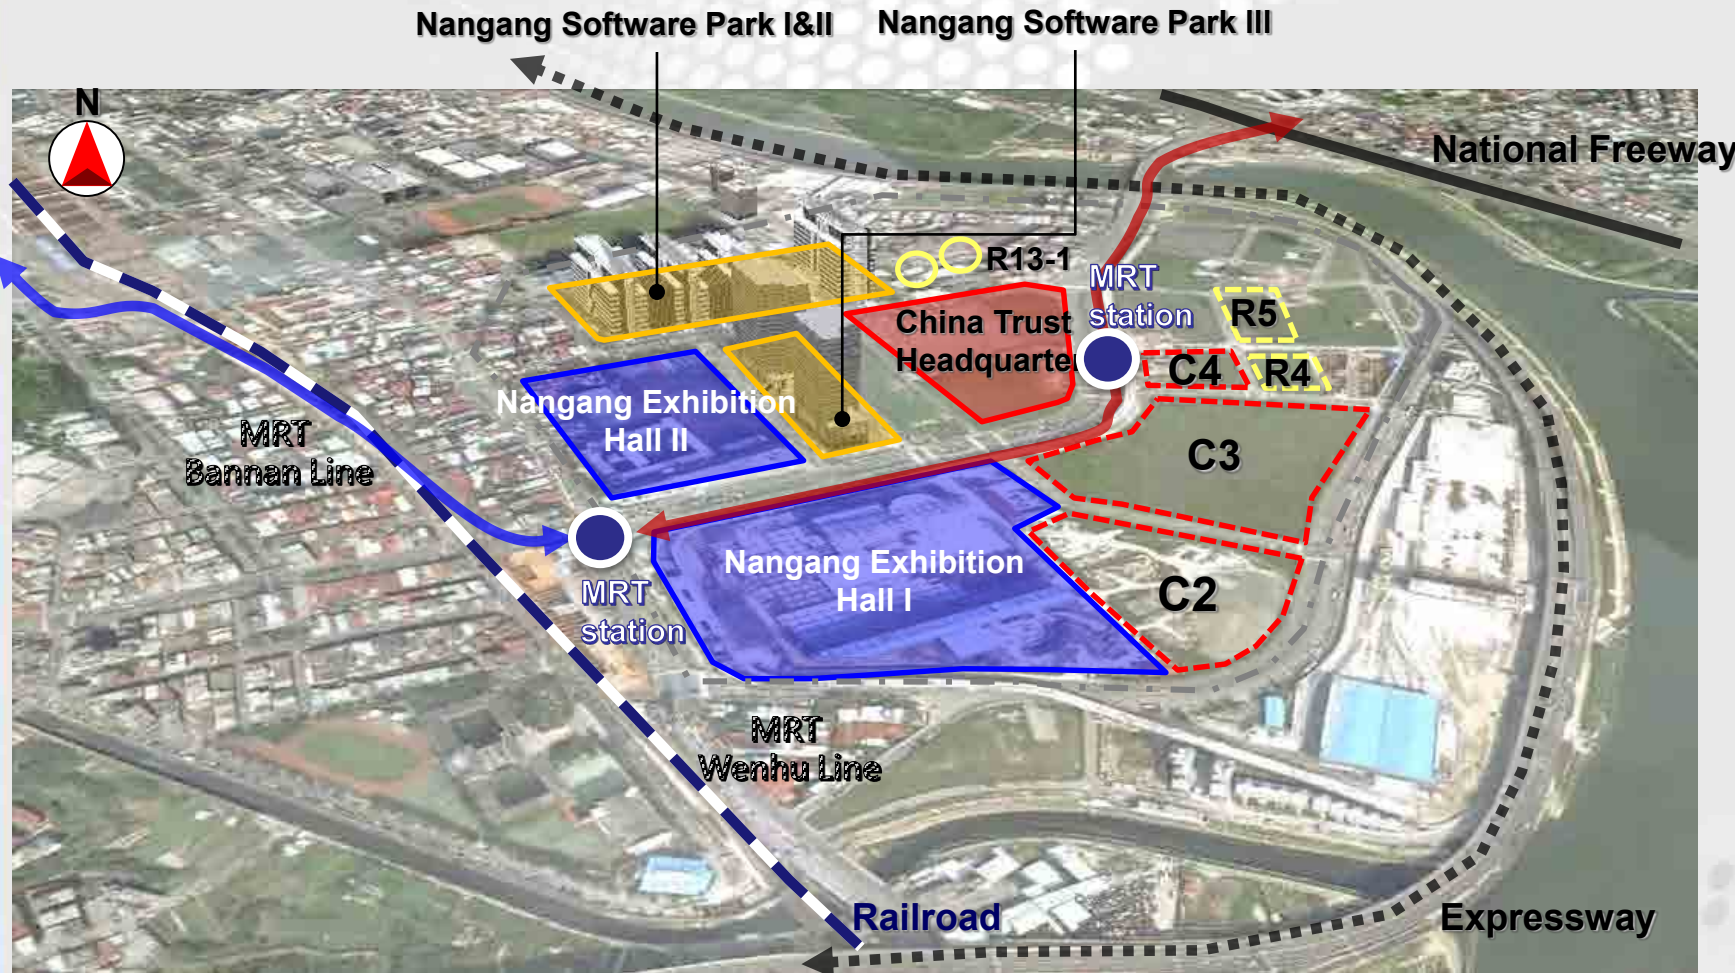 Nangang Software Park I&II
Nangang Software Park III
N
National Freeway
R13-1
MRT
station
R5
China Trust
Headquarter
C4
R4
Nangang Exhibition
Hall II
MRT
Bannan Line
C3
Nangang Exhibition
Hall I
C2
MRT
station
MRT
Wenhu Line
Railroad
Expressway